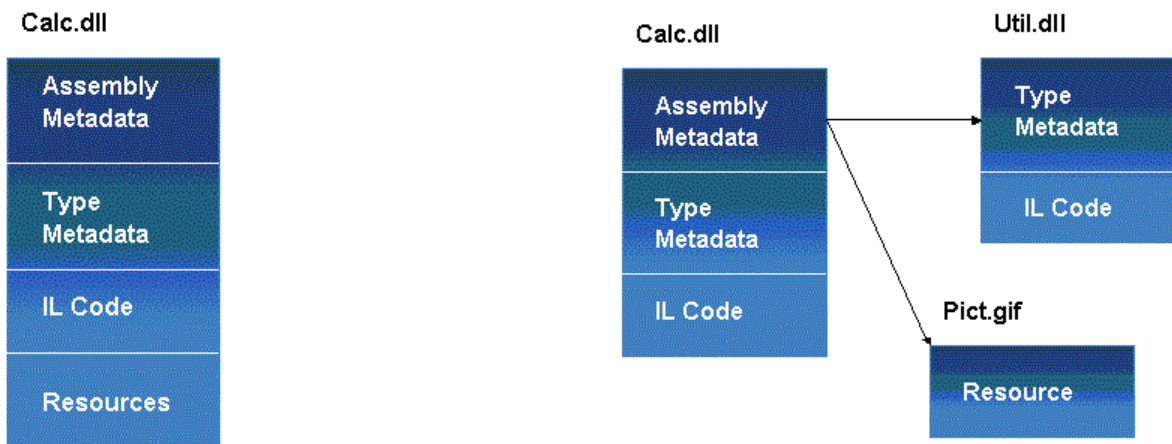 Calc.dll
Assembly
Metadata
Type
Metadata
IL Code
Resources
Calc.dll
Assembly
Metadata
Type
Metadata
IL Code
Util.dll
Type
Metadata
IL Code
Pict.gif
Resource